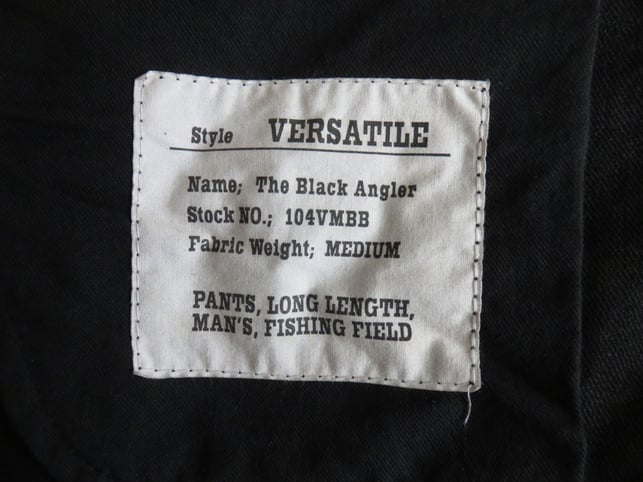 Style VERSATILE
Name; The Black Angler
Stock NO.; 104VMBB
Fabric Weight; MEDIUM
PANTS, LONG LENGTH,
MAN'S, FISHING FIELD